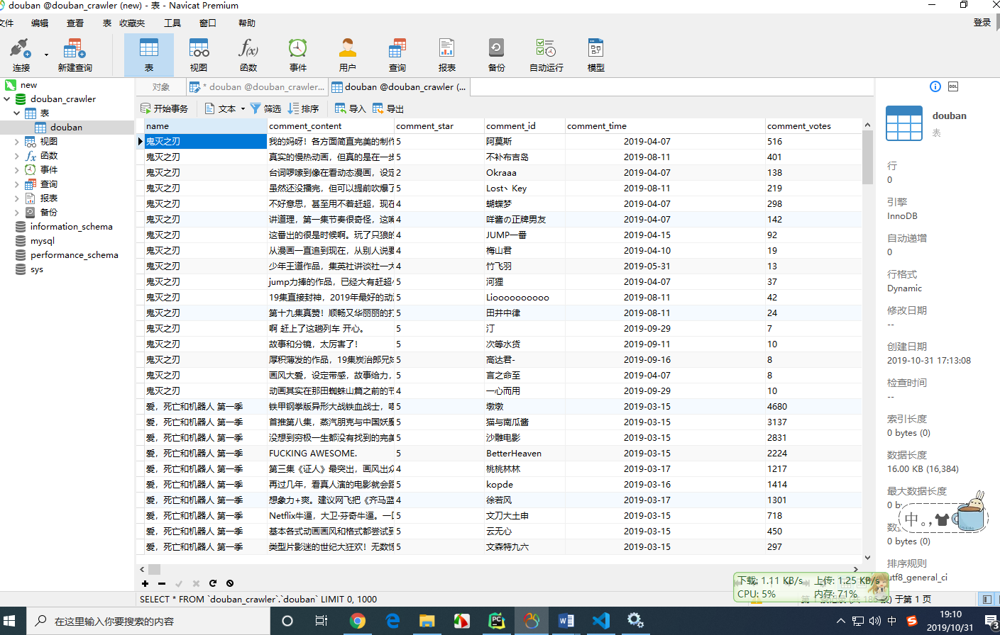 douban @douban_crawler (new) - 表 - Navicat Premium
文件 编辑 查看 表 收藏夹 工具 窗口 帮助 登录
连接 新建查询 表 视图 函数 事件 用户 查询 报表 备份 自动运行 模型
new
douban_crawler
表
douban
视图
函数
事件
查询
报表
备份
information_schema
mysql
performance_schema
sys
对象 * douban @douban_crawler... douban @douban_crawler (...
开始事务 文本 筛选 排序 导入 导出
name comment_content comment_star comment_id comment_time comment_votes
鬼灭之刃 我的妈呀！各方面简直完美的制作 5 阿莫斯 2019-04-07 516
鬼灭之刃 真实的慢热动画，但真的是在一步 5 不补布吉岛 2019-08-11 401
鬼灭之刃 台词啰嗦到像在看动态漫画，设定 2 Okraaa 2019-04-07 138
鬼灭之刃 虽然还没播完，但可以提前吹爆了 5 Lost丶Key 2019-08-11 219
鬼灭之刃 不好意思，甚至用不着赶超，现在 4 蝴蝶梦 2019-04-07 298
鬼灭之刃 讲道理，第一集节奏很奇怪，这 4 咩酱の正牌男友 2019-04-07 142
鬼灭之刃 这番出的很是时候啊。玩了只狼的 4 JUMP一番 2019-04-15 92
鬼灭之刃 从漫画一直追到现在，从别人说要 4 梅山君 2019-04-10 19
鬼灭之刃 少年王道作品，集英社讲谈社一大 4 竹飞羽 2019-05-31 13
鬼灭之刃 jump力捧的作品，已经大有赶超 5 河狸 2019-04-07 37
鬼灭之刃 19集直接封神，2019年最好的动 5 Lioooooooooo 2019-08-11 42
鬼灭之刃 第十九集真赞！顺畅又华丽丽的打 5 田井中律 2019-08-11 24
鬼灭之刃 啊 赶上了这趟列车 开心。 5 汀 2019-09-29 7
鬼灭之刃 故事和分镜，太厉害了！ 5 次等水货 2019-09-11 10
鬼灭之刃 厚积薄发的作品，19集炭治郎兄妹 5 高达君- 2019-09-16 8
鬼灭之刃 画风大爱，设定带感，故事给力， 5 言之命至 2019-04-07 8
鬼灭之刃 动画其实在那田蜘蛛山篇之前的节 4 一心而用 2019-09-29 10
爱，死亡和机器人 第一季 铁甲钢拳版异形大战铁血战士， 5 墩墩 2019-03-15 4680
爱，死亡和机器人 第一季 首推第八集，蒸汽朋克与中国妖魔 5 猫与南瓜酱 2019-03-15 3137
爱，死亡和机器人 第一季 没想到穷极一生都没有找到的完美 5 沙雕电影 2019-03-15 2831
爱，死亡和机器人 第一季 FUCKING AWESOME. 5 BetterHeaven 2019-03-15 2224
爱，死亡和机器人 第一季 第三集《证人》最突出，画风出众 4 桃桃林林 2019-03-17 1217
爱，死亡和机器人 第一季 再过几年，看真人演的电影就会跟 5 kopde 2019-03-16 1414
爱，死亡和机器人 第一季 想象力+爽。建议网飞把《齐马蓝 4 徐若风 2019-03-17 1301
爱，死亡和机器人 第一季 Netflix牛逼，大卫·芬奇牛逼。一口 5 文刀大土申 2019-03-15 718
爱，死亡和机器人 第一季 基本各式动画画风和格式都尝试到 5 云无心 2019-03-15 450
爱，死亡和机器人 第一季 类型片影迷的世纪大狂欢！无数惊 5 文森特九六 2019-03-15 297
SELECT * FROM `douban_crawler`.`douban` LIMIT 0, 1000
于第 1 页
DDL
douban
表
行
0
引擎
InnoDB
自动递增
0
行格式
Dynamic
修改日期
--
创建日期
2019-10-31 17:13:08
检查时间
--
索引长度
0 bytes (0)
数据长度
16.00 KB (16,384)
最大数据长度
0 by
中。，
0 bytes (0)
排序规则
utf8_general_ci
下载: 1.11 KB/s 上传: 1.25 KB/s
CPU: 5% 内存: 71%
在这里输入你要搜索的内容
PC
W
中
S
19:10
2019/10/31
3